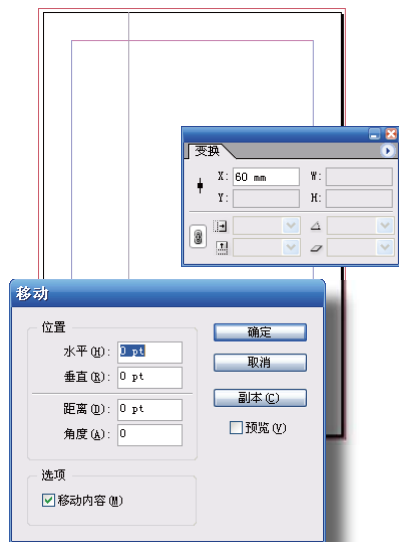 变换
X: 60 mm W:
Y: H:
移动
位置
水平(H): 0 pt
垂直(R): 0 pt
距离(D): 0 pt
角度(A): 0
选项
移动内容(M)
确定
取消
副本(C)
预览(V)